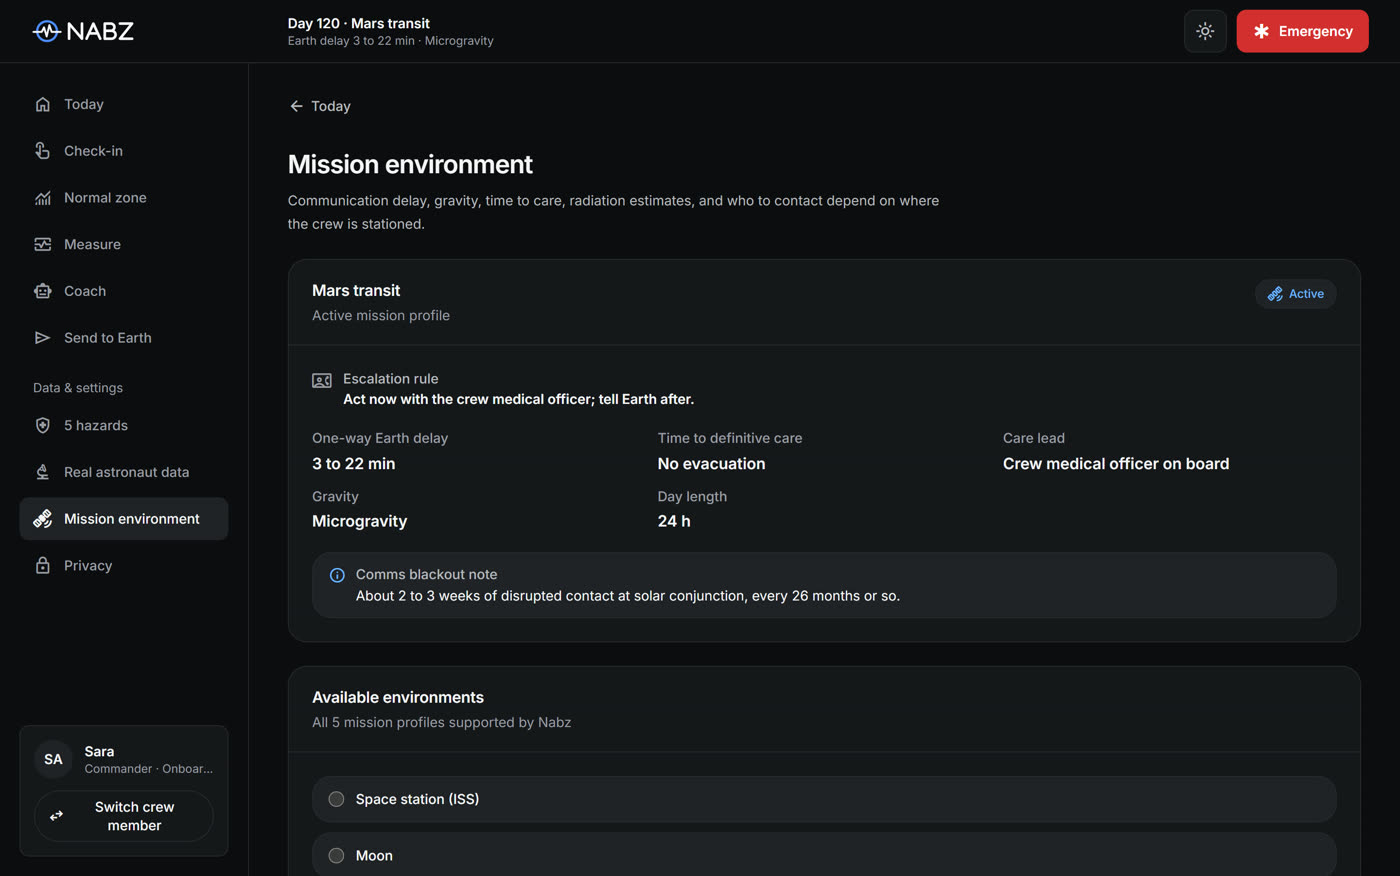 NABZ
Day 120 · Mars transit
Earth delay 3 to 22 min · Microgravity
Emergency
Today
Check-in
Normal zone
Measure
Coach
Send to Earth
Data & settings
5 hazards
Real astronaut data
Mission environment
Privacy
SA
Sara
Commander · Onboar...
Switch crew
member
Today
Mission environment
Communication delay, gravity, time to care, radiation estimates, and who to contact depend on where
the crew is stationed.
Mars transit
Active mission profile
Active
Escalation rule
Act now with the crew medical officer; tell Earth after.
One-way Earth delay
3 to 22 min
Time to definitive care
No evacuation
Care lead
Crew medical officer on board
Gravity
Microgravity
Day length
24 h
Comms blackout note
About 2 to 3 weeks of disrupted contact at solar conjunction, every 26 months or so.
Available environments
All 5 mission profiles supported by Nabz
Space station (ISS)
Moon